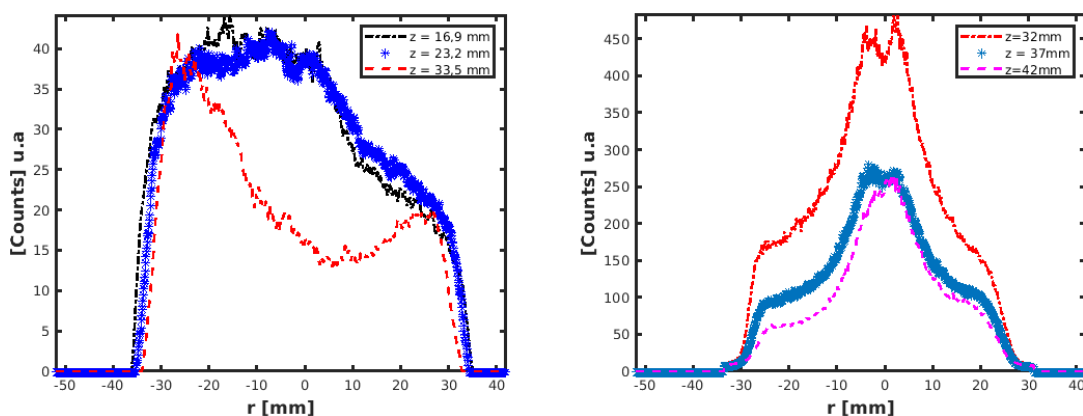 [Counts] u.a
40
35
30
25
20
15
10
5
0
z = 16,9 mm
z = 23,2 mm
z = 33,5 mm
-50 -40 -30 -20 -10 0 10 20 30 40
r [mm]
[Counts] u.a
450
400
350
300
250
200
150
100
50
0
z=32mm
z = 37mm
z=42mm
-50 -40 -30 -20 -10 0 10 20 30 40
r [mm]